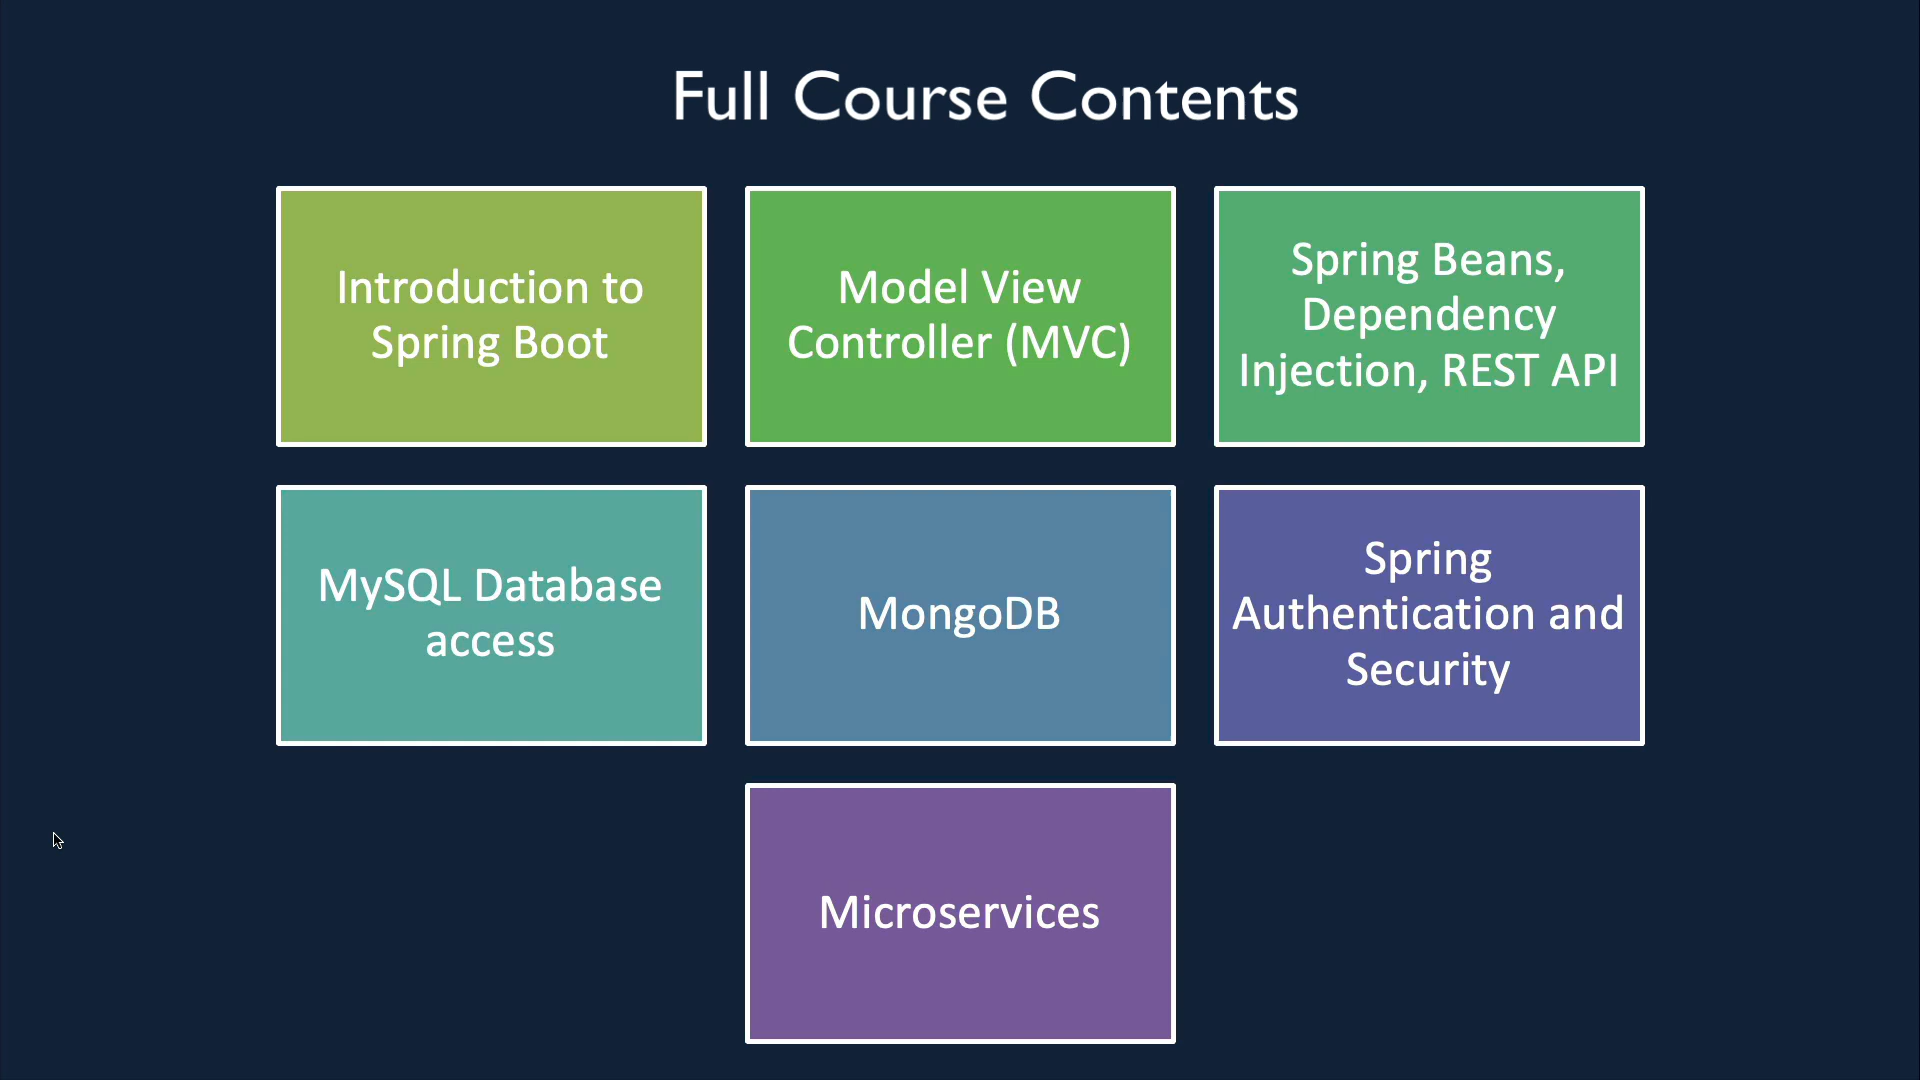 Full Course Contents
Introduction to
Spring Boot
Model View
Controller (MVC)
Spring Beans,
Dependency
Injection, REST API
MySQL Database
access
MongoDB
Spring
Authentication and
Security
Microservices